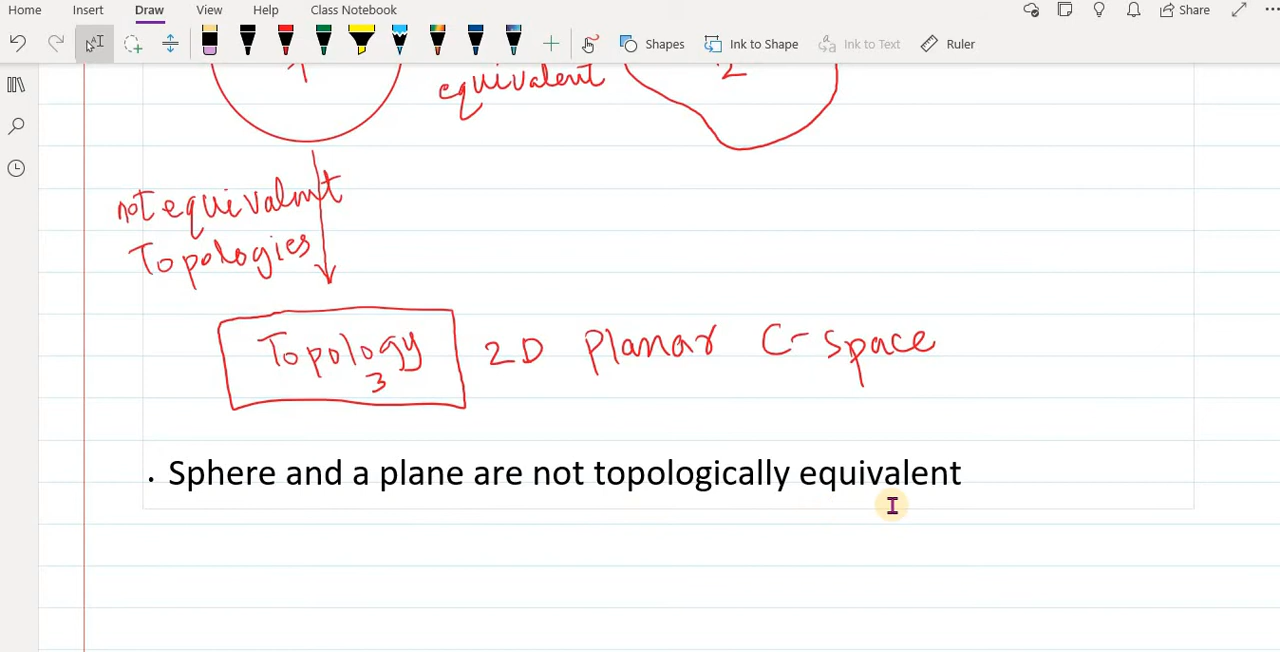 Home Insert Draw View Help Class Notebook Share
Shapes Ink to Shape Ink to Text Ruler
1 equivalent 2
not equivalent
Topologies
Topology 2D Planar C-space
3
. Sphere and a plane are not topologically equivalent